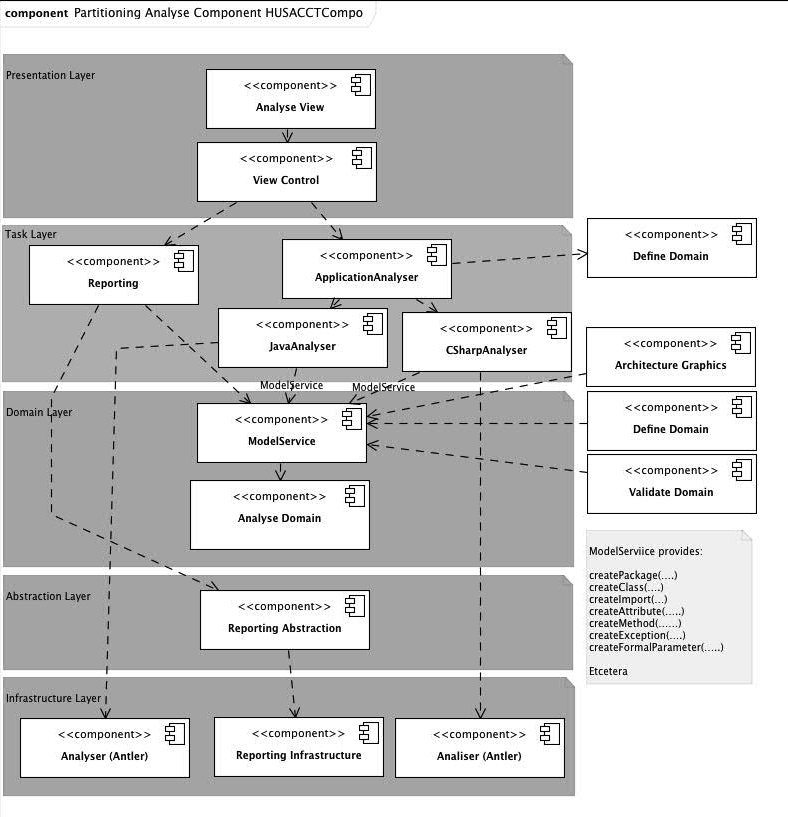 component Partitioning Analyse Component HUSACCTCompo
Presentation Layer
<<component>>
Analyse View
<<component>>
View Control
Task Layer
<<component>>
Reporting
<<component>>
ApplicationAnalyser
<<component>>
Define Domain
<<component>>
JavaAnalyser
<<component>>
CSharpAnalyser
<<component>>
Architecture Graphics
ModelService
ModelService
Domain Layer
<<component>>
ModelService
<<component>>
Define Domain
<<component>>
Validate Domain
<<component>>
Analyse Domain
ModelServiice provides:
createPackage(....)
createClass(....)
createImport(...)
createAttribute(.....)
createMethod(......)
createException(....)
createFormalParameter(.....)
Etcetera
Abstraction Layer
<<component>>
Reporting Abstraction
Infrastructure Layer
<<component>>
Analyser (Antler)
<<component>>
Reporting Infrastructure
<<component>>
Analiser (Antler)